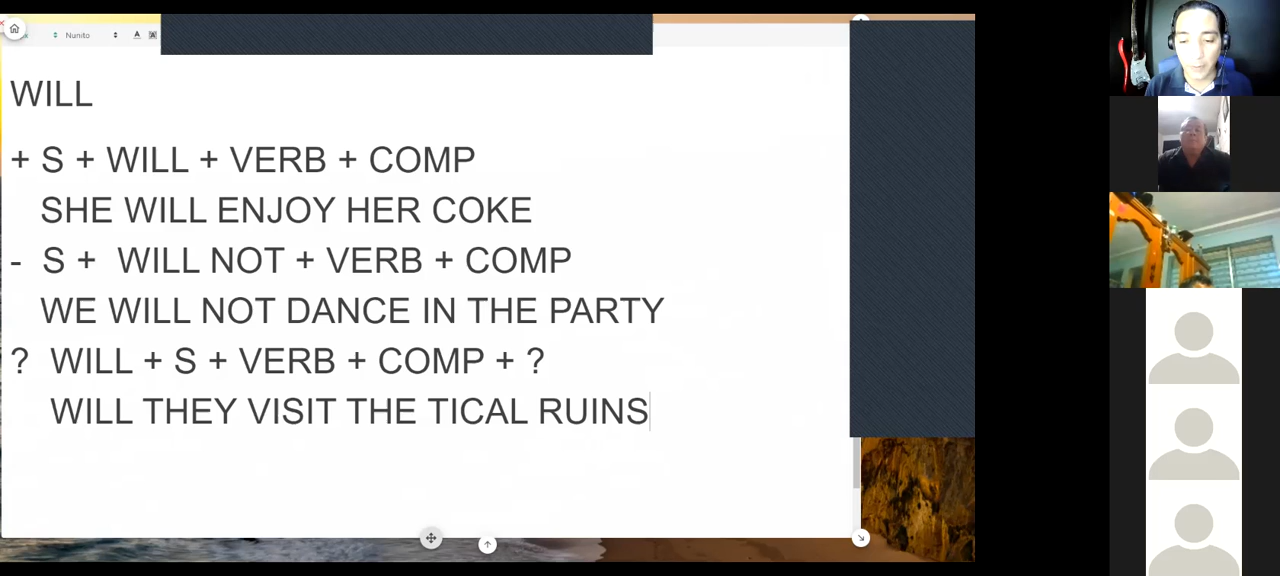 Nunito
WILL
+ S + WILL + VERB + COMP
SHE WILL ENJOY HER COKE
- S + WILL NOT + VERB + COMP
WE WILL NOT DANCE IN THE PARTY
? WILL + S + VERB + COMP + ?
WILL THEY VISIT THE TICAL RUINS